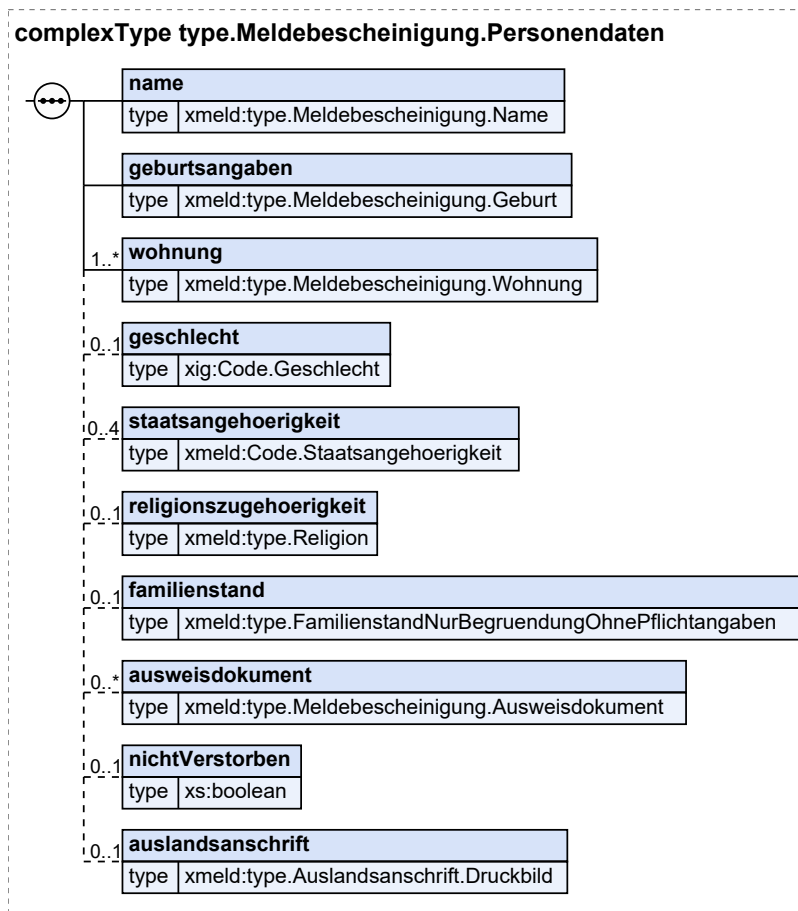 complexType type.Meldebescheinigung.Personendaten
name
type xmeld:type.Meldebescheinigung.Name
geburtsangaben
type xmeld:type.Meldebescheinigung.Geburt
1..* wohnung
type xmeld:type.Meldebescheinigung.Wohnung
0..1 geschlecht
type xig:Code.Geschlecht
0..4 staatsangehoerigkeit
type xmeld:Code.Staatsangehoerigkeit
0..1 religionszugehoerigkeit
type xmeld:type.Religion
0..1 familienstand
type xmeld:type.FamilienstandNurBegruendungOhnePflichtangaben
0..* ausweisdokument
type xmeld:type.Meldebescheinigung.Ausweisdokument
0..1 nichtVerstorben
type xs:boolean
0..1 auslandsanschrift
type xmeld:type.Auslandsanschrift.Druckbild